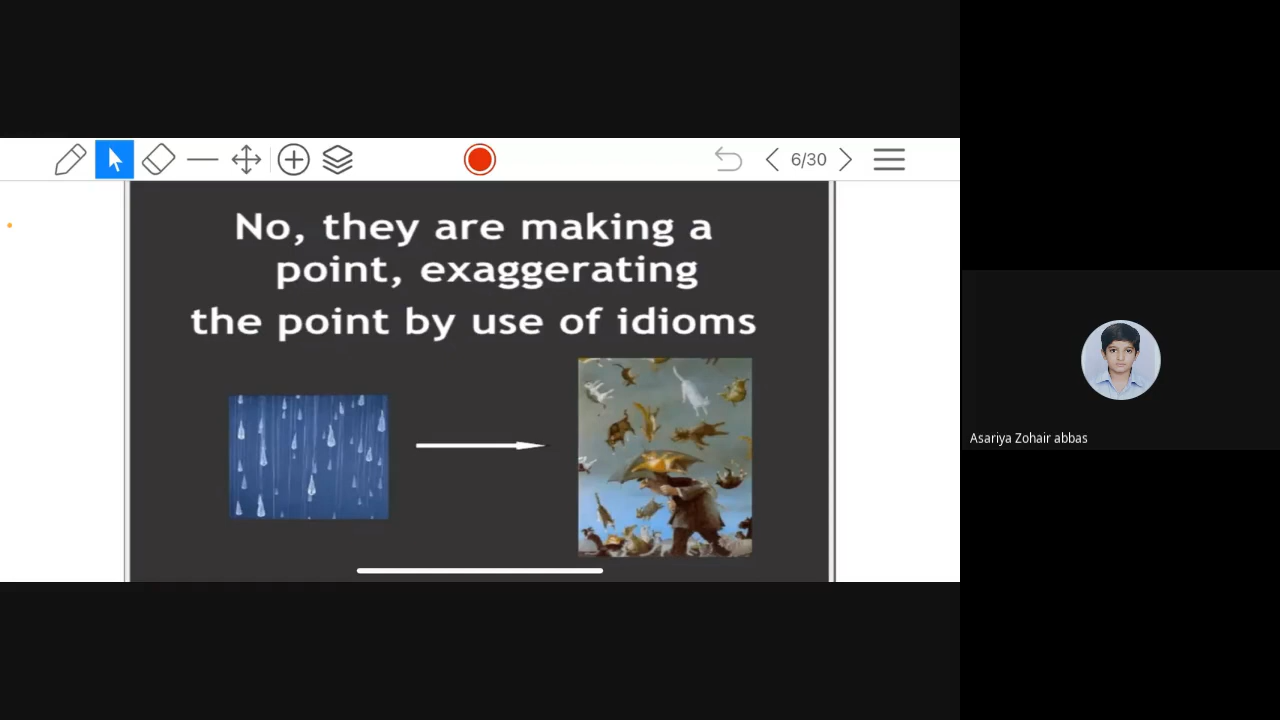 6/30
No, they are making a
point, exaggerating
the point by use of idioms
Asariya Zohair abbas